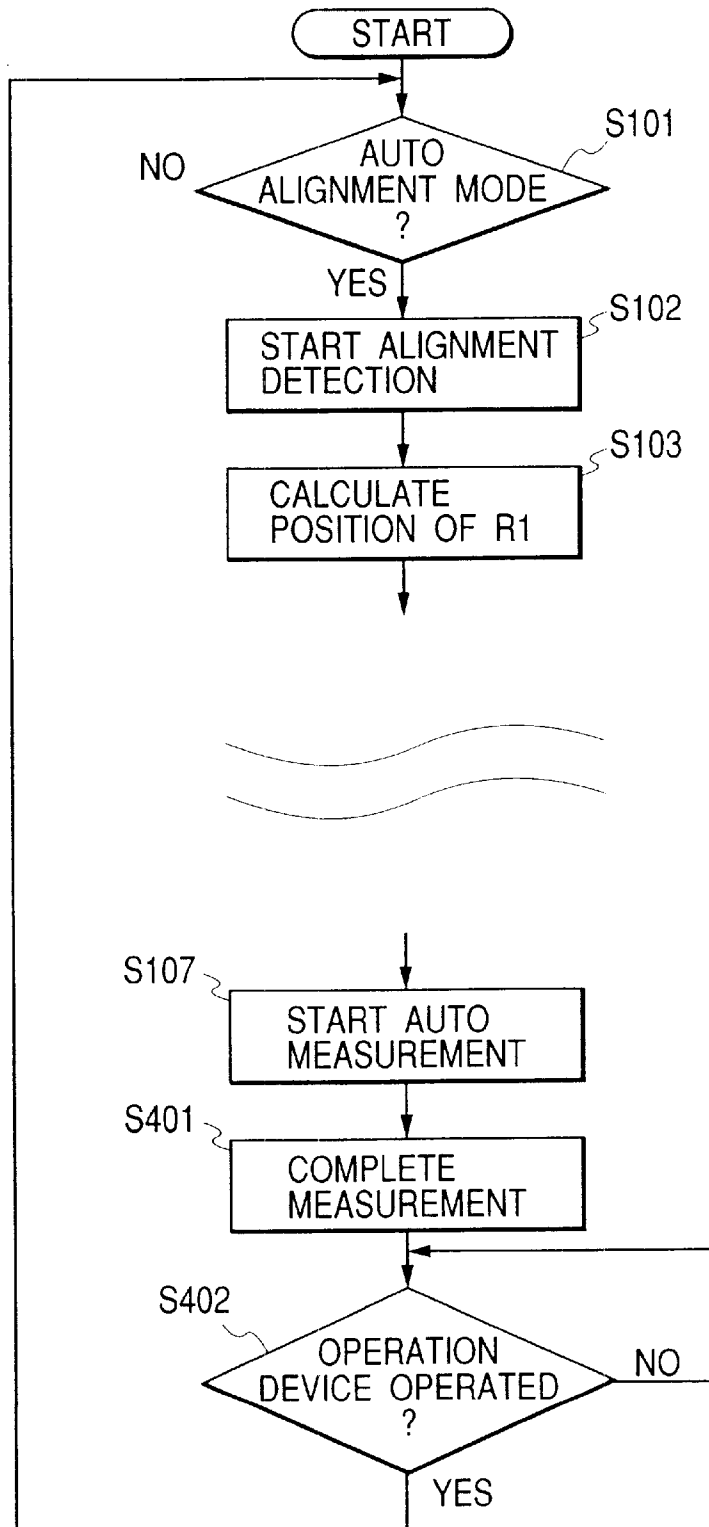 START
S101
NO
AUTO
ALIGNMENT MODE
?
YES
S102
START ALIGNMENT
DETECTION
S103
CALCULATE
POSITION OF R1
S107
START AUTO
MEASUREMENT
S401
COMPLETE
MEASUREMENT
S402
OPERATION
DEVICE OPERATED
?
NO
YES